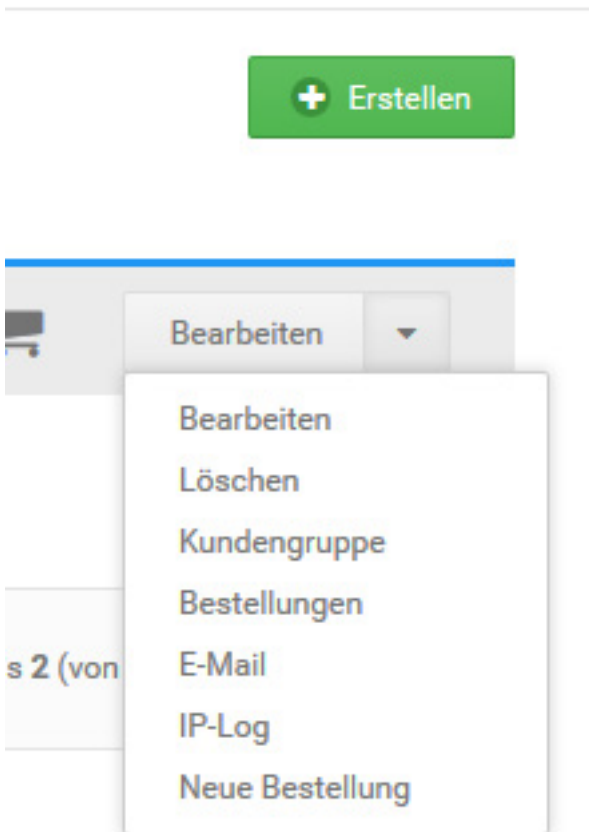 Erstellen
Bearbeiten
Bearbeiten
Löschen
Kundengruppe
Bestellungen
s 2 (von
E-Mail
IP-Log
Neue Bestellung